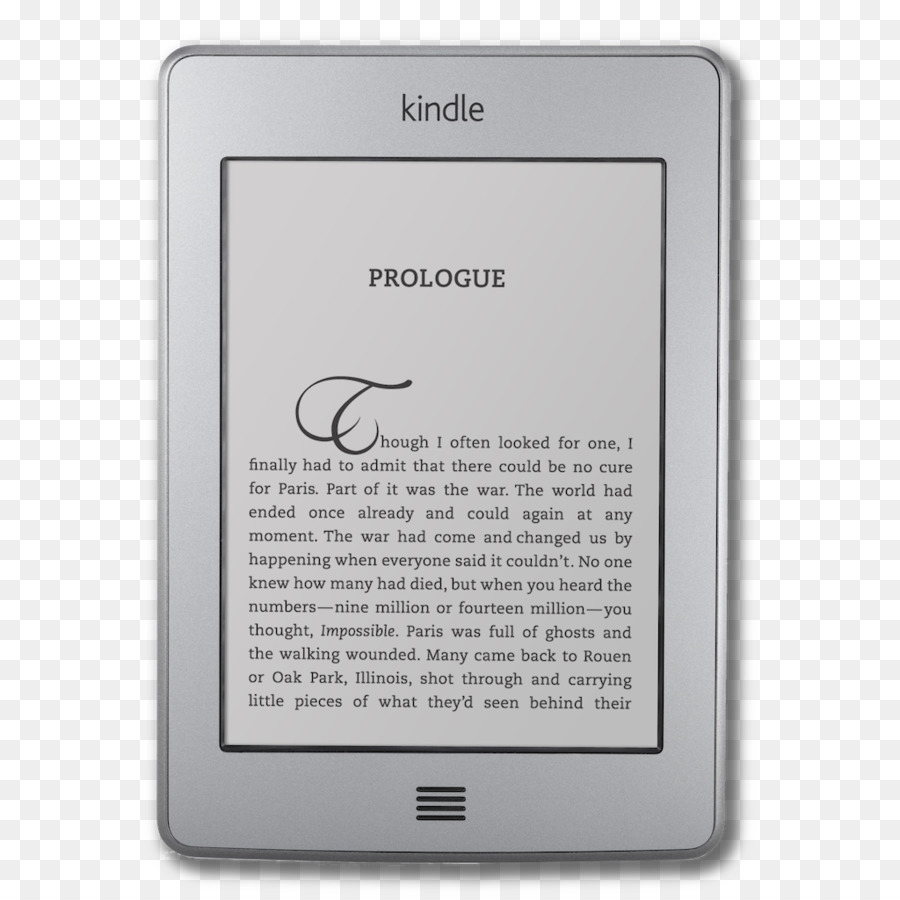 kindle
PROLOGUE
Though I often looked for one, I
finally had to admit that there could be no cure
for Paris. Part of it was the war. The world had
ended once already and could again at any
moment. The war had come and changed us by
happening when everyone said it couldn't. No one
knew how many had died, but when you heard the
numbers—nine million or fourteen million—you
thought, Impossible. Paris was full of ghosts and
the walking wounded. Many came back to Rouen
or Oak Park, Illinois, shot through and carrying
little pieces of what they'd seen behind their